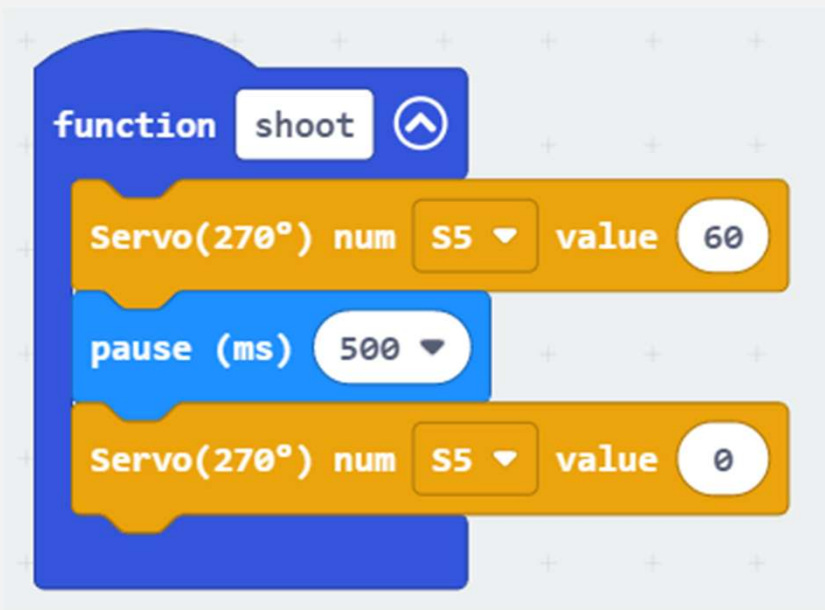 function shoot
Servo(270°) num S5 value 60
pause (ms) 500
Servo(270°) num S5 value 0